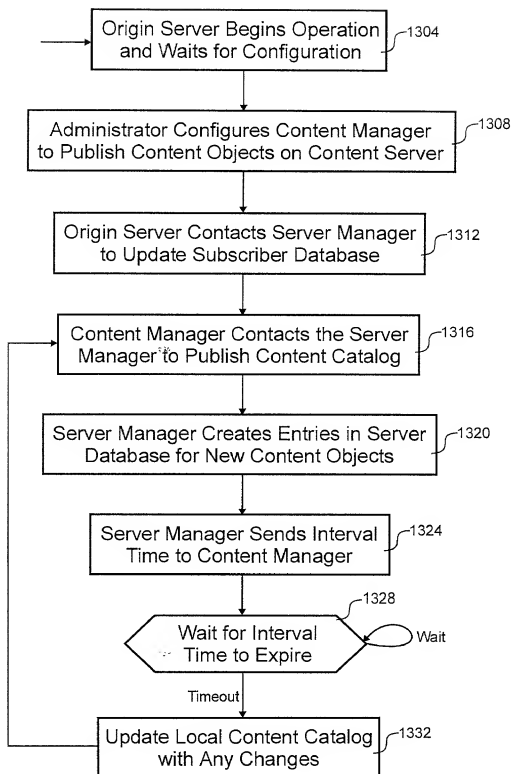 Origin Server Begins Operation
and Waits for Configuration
1304
Administrator Configures Content Manager
to Publish Content Objects on Content Server
1308
Origin Server Contacts Server Manager
to Update Subscriber Database
1312
Content Manager Contacts the Server
Manager to Publish Content Catalog
1316
Server Manager Creates Entries in Server
Database for New Content Objects
1320
Server Manager Sends Interval
Time to Content Manager
1324
1328
Wait for Interval
Time to Expire
Wait
Timeout
Update Local Content Catalog
with Any Changes
1332